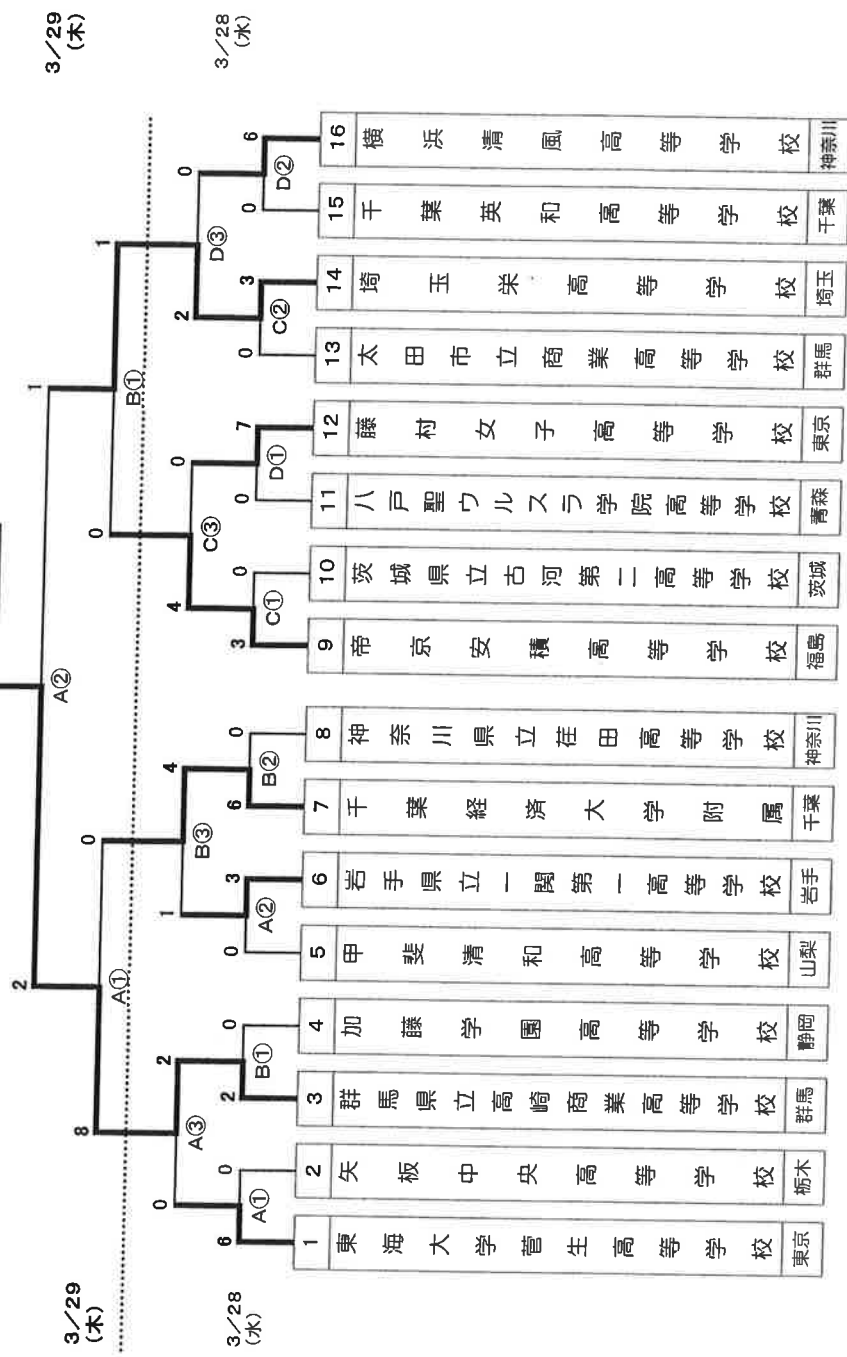 3/29
(木)
3/29
(木)
3/28
(水)
3/28
(水)
A②
2
1
A①
8
0
B①
0
1
A③
0
2
B③
1
4
C③
4
0
D③
2
0
A①
6
0
B①
2
0
A②
0
3
B②
6
0
C①
3
0
D①
0
7
C②
0
3
D②
0
6
1
東海大学菅生高等学校
東京
2
矢板中央高等学校
栃木
3
群馬県立高崎商業高等学校
群馬
4
加藤学園高等学校
静岡
5
甲斐清和高等学校
山梨
6
岩手県立一関第一高等学校
岩手
7
千葉経済大学附属
千葉
8
神奈川県立荏田高等学校
神奈川
9
帝京安積高等学校
福島
10
茨城県立古河第二高等学校
茨城
11
八戸聖ウルスラ学院高等学校
青森
12
藤村女子高等学校
東京
13
太田市立商業高等学校
群馬
14
埼玉栄高等学校
埼玉
15
千葉英和高等学校
千葉
16
横浜清風高等学校
神奈川